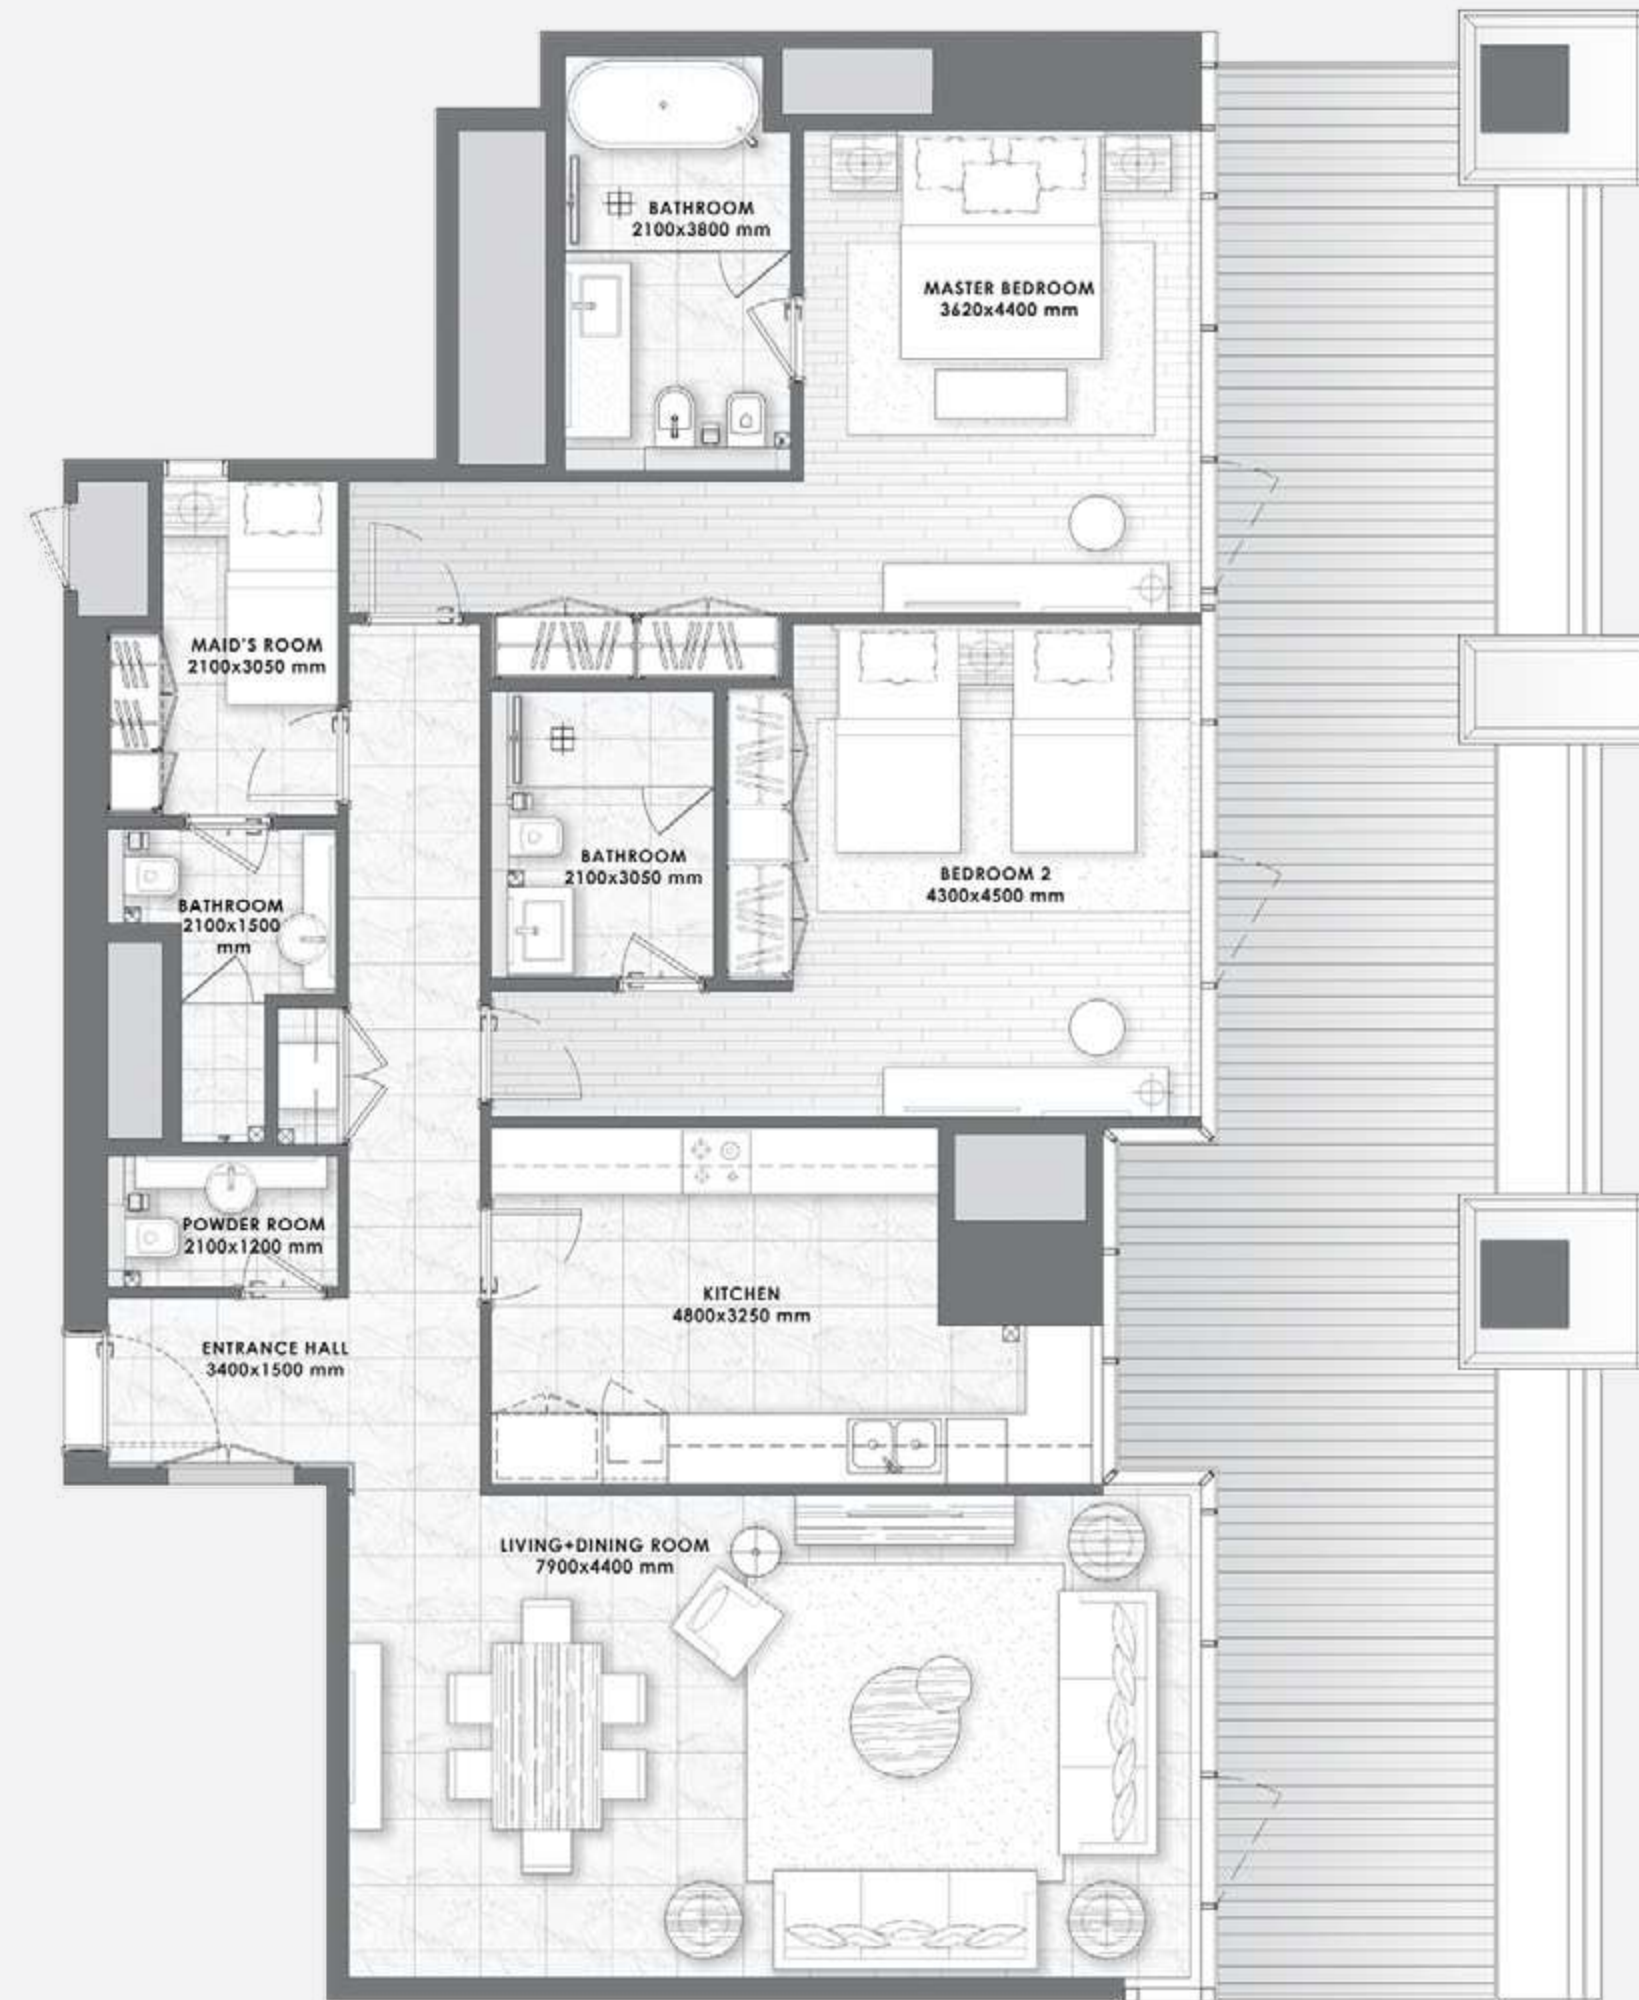 BATHROOM
2100x3800 mm
MASTER BEDROOM
3620x4400 mm
MAID'S ROOM
2100x3050 mm
BATHROOM
2100x3050 mm
BEDROOM 2
4300x4500 mm
BATHROOM
2100x1500
mm
POWDER ROOM
2100x1200 mm
KITCHEN
4800x3250 mm
ENTRANCE HALL
3400x1500 mm
LIVING+DINING ROOM
7900x4400 mm